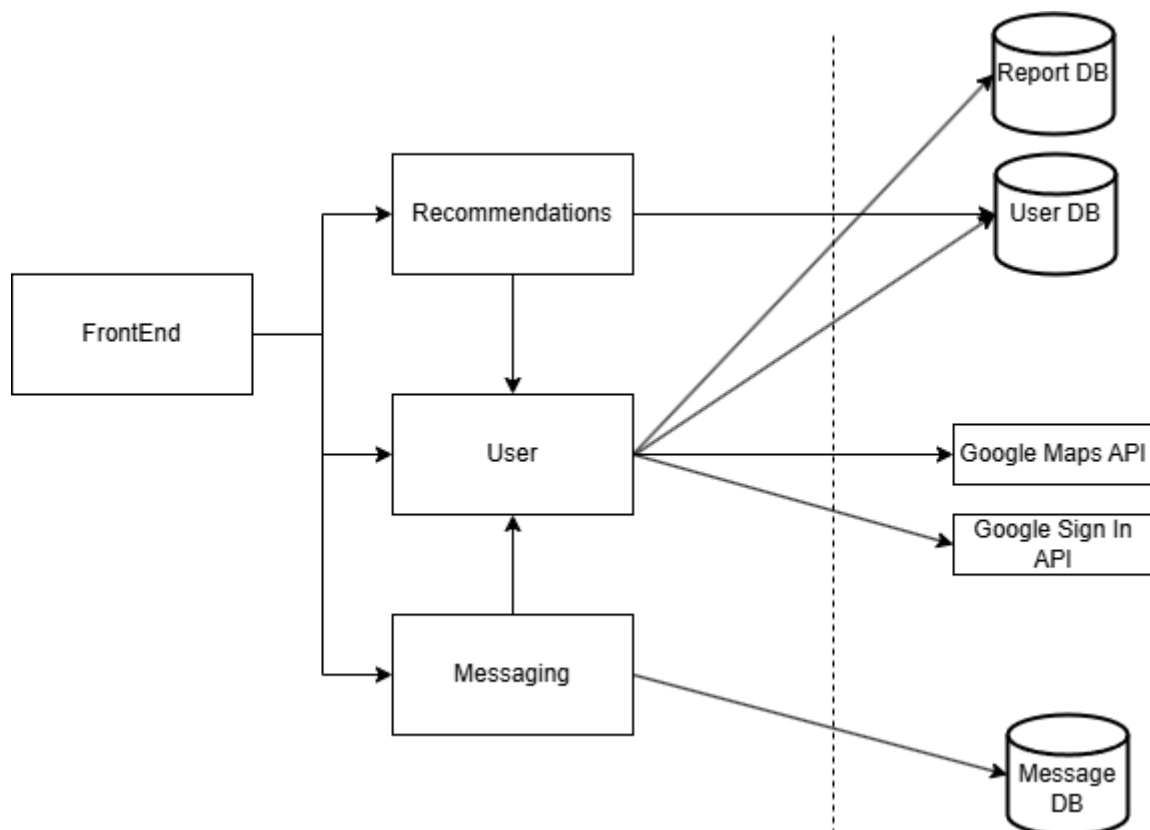 Report DB
Recommendations
User DB
FrontEnd
User
Google Maps API
Google Sign In
API
Messaging
Message
DB